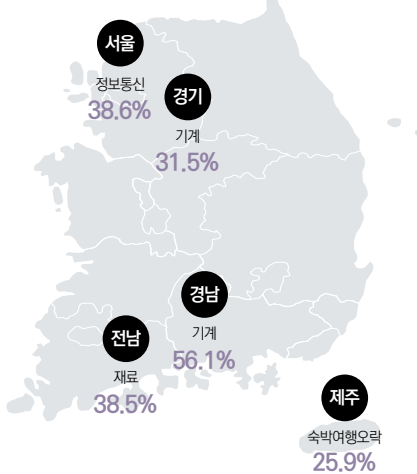 서울
정보통신
38.6%
경기
기계
31.5%
경남
기계
56.1%
전남
재료
38.5%
제주
숙박여행오락
25.9%